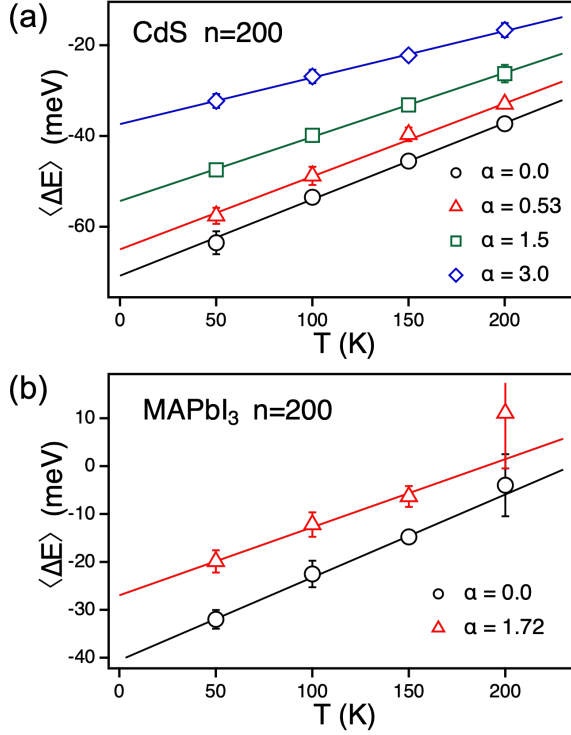 (a)
CdS n=200
-20
-40
-60
⟨ΔE⟩ (meV)
α = 0.0
α = 0.53
α = 1.5
α = 3.0
0 50 100 150 200
T (K)
(b)
MAPbI₃ n=200
10
0
-10
-20
-30
-40
⟨ΔE⟩ (meV)
α = 0.0
α = 1.72
0 50 100 150 200
T (K)